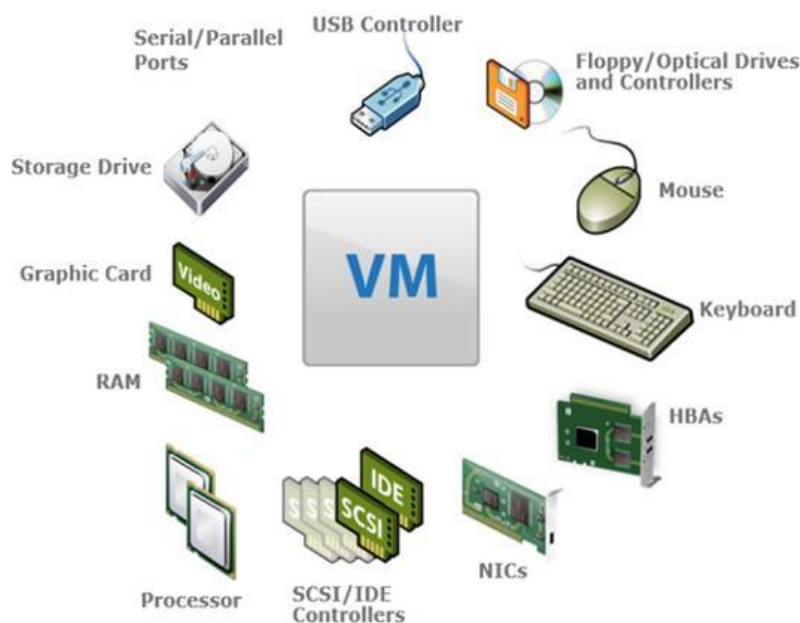 Serial/Parallel
Ports
USB Controller
Floppy/Optical Drives
and Controllers
Storage Drive
Mouse
VM
Graphic Card
Video
Keyboard
RAM
HBAs
IDE
S S S S SCSI
NICs
Processor
SCSI/IDE
Controllers